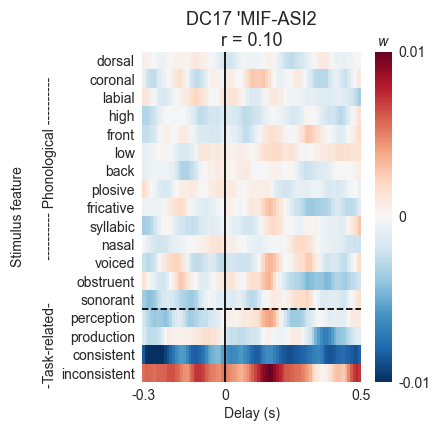 DC17 'MIF-ASI2
r = 0.10
w
dorsal
coronal
labial
high
front
low
back
plosive
fricative
syllabic
nasal
voiced
obstruent
sonorant
perception
production
consistent
inconsistent
Stimulus feature
-Task-related- ----------- Phonological ----------
-0.3 0 0.5
Delay (s)
0.01
0
-0.01